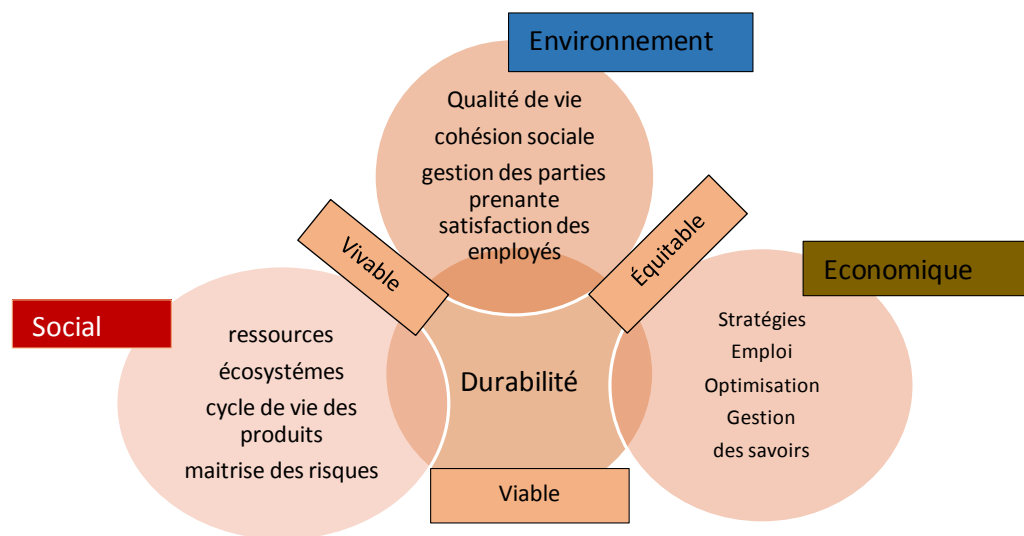 Environnement
Qualité de vie
cohésion sociale
gestion des parties
prenante
satisfaction des
employés
Vivable
Équitable
Economique
Social
ressources
écosystémes
cycle de vie des
produits
maitrise des risques
Durabilité
Stratégies
Emploi
Optimisation
Gestion
des savoirs
Viable